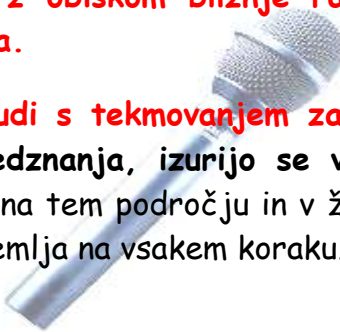 z obiskom bližnje
a.
udi s tekmovanjem za
edznanja, izurijo se v
na tem področju in v ž
emlja na vsakem koraku.